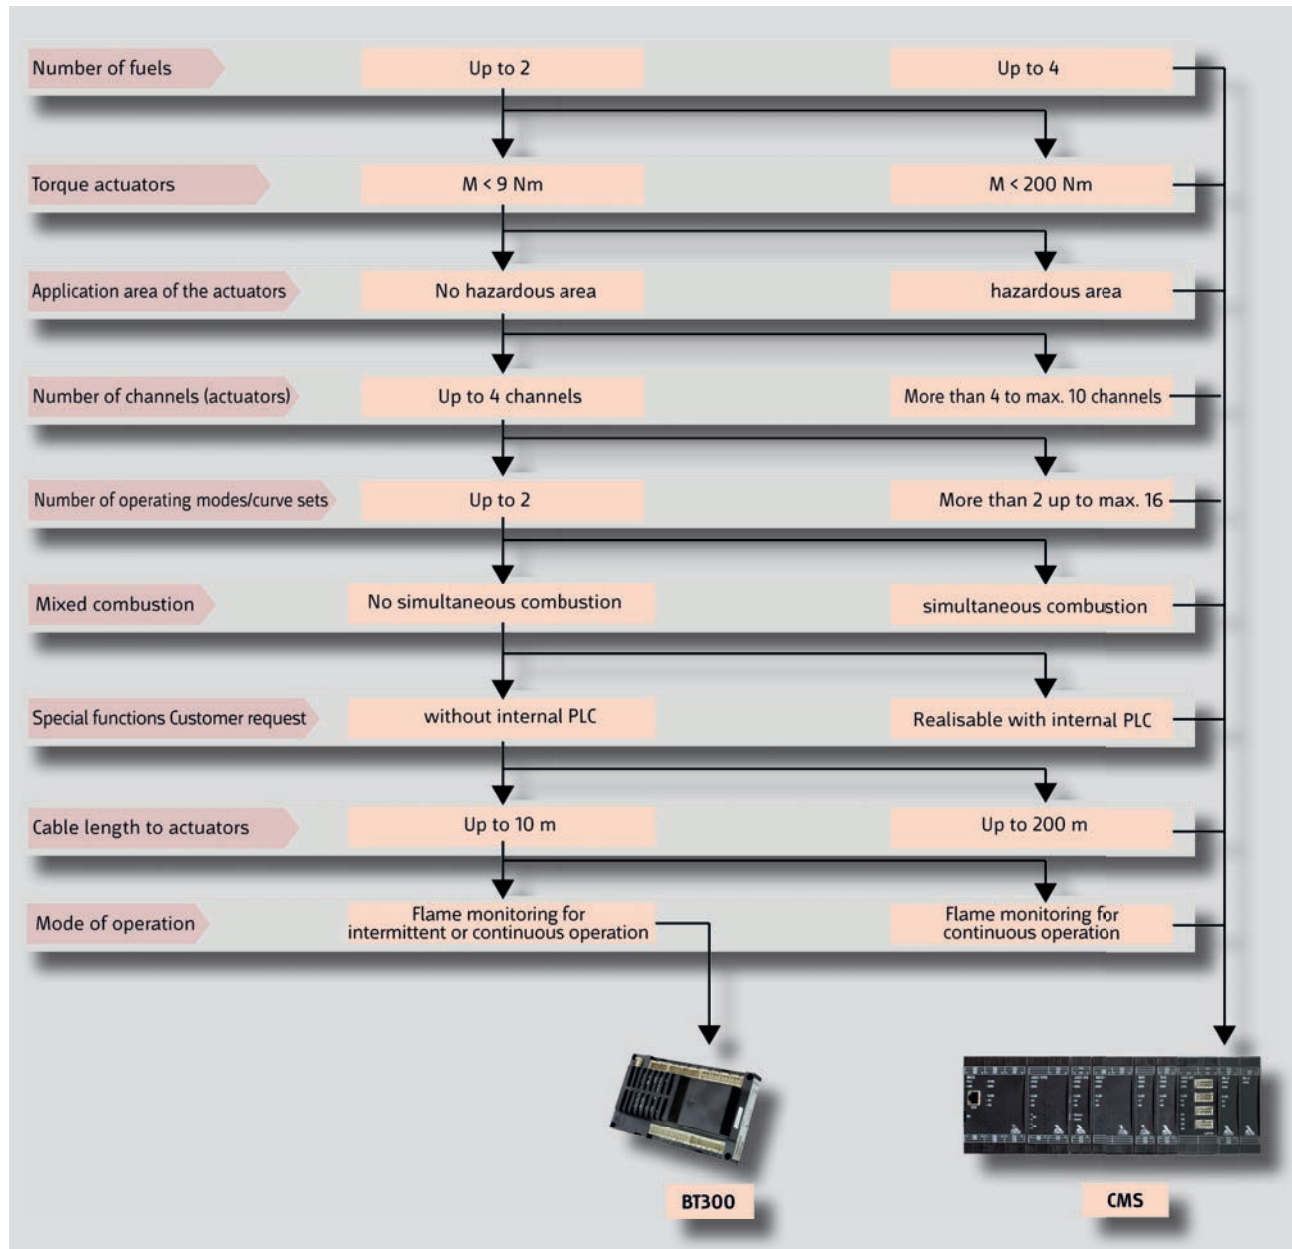 Number of fuels
Up to 2
Up to 4
Torque actuators
M < 9 Nm
M < 200 Nm
Application area of the actuators
No hazardous area
hazardous area
Number of channels (actuators)
Up to 4 channels
More than 4 to max. 10 channels
Number of operating modes/curve sets
Up to 2
More than 2 up to max. 16
Mixed combustion
No simultaneous combustion
simultaneous combustion
Special functions Customer request
without internal PLC
Realisable with internal PLC
Cable length to actuators
Up to 10 m
Up to 200 m
Mode of operation
Flame monitoring for
intermittent or continuous operation
Flame monitoring for
continuous operation
BT300
CMS